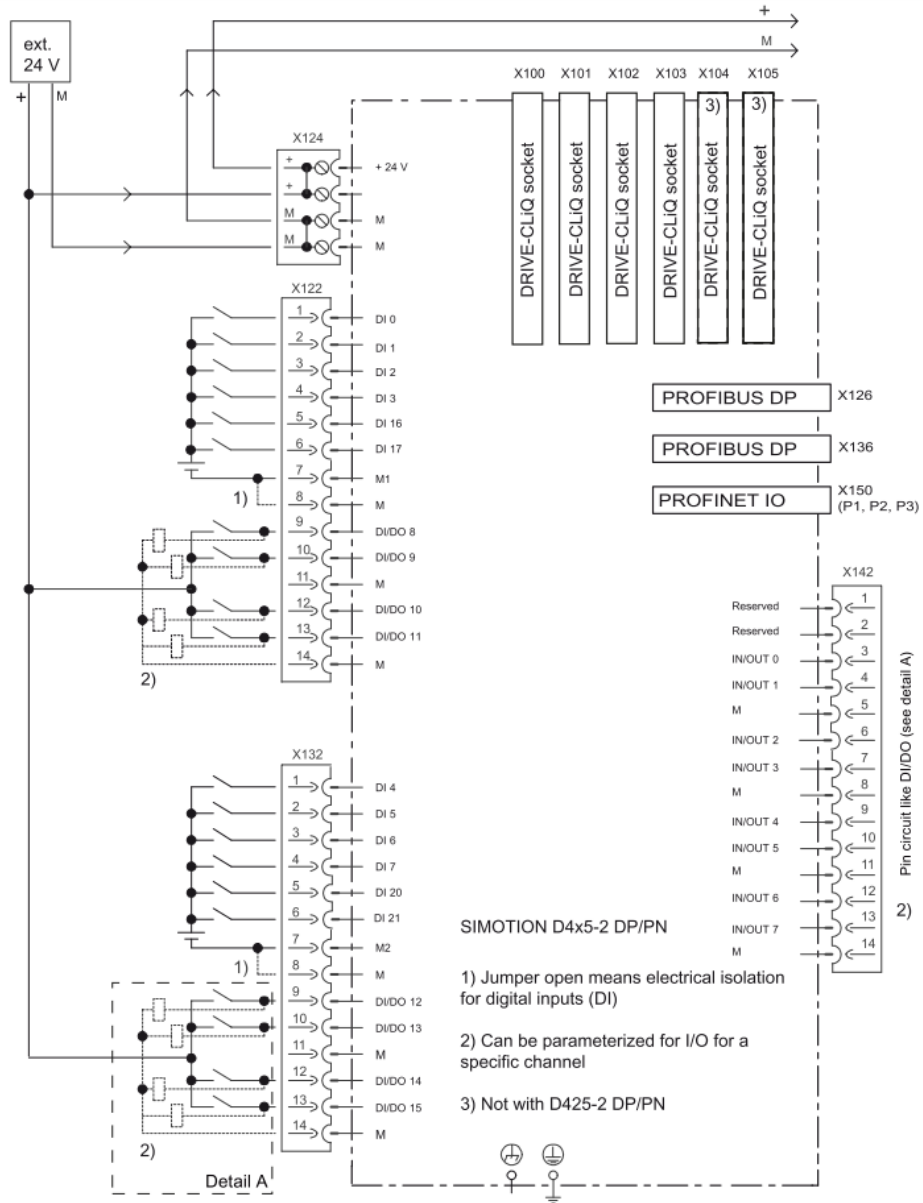 ext.
24 V
+
M
+
M
X124
+
+ 24 V
+
M
M
M
M
X100
X101
X102
X103
X104
X105
DRIVE-CLiQ socket
DRIVE-CLiQ socket
DRIVE-CLiQ socket
DRIVE-CLiQ socket
3)
DRIVE-CLiQ socket
3)
DRIVE-CLiQ socket
X122
1
DI 0
2
DI 1
3
DI 2
4
DI 3
5
DI 16
6
DI 17
7
M1
1)
8
M
9
DI/DO 8
10
DI/DO 9
11
M
12
DI/DO 10
13
DI/DO 11
14
M
2)
PROFIBUS DP
X126
PROFIBUS DP
X136
PROFINET IO
X150
(P1, P2, P3)
X142
Reserved
1
Reserved
2
IN/OUT 0
3
IN/OUT 1
4
M
5
IN/OUT 2
6
IN/OUT 3
7
M
8
IN/OUT 4
9
IN/OUT 5
10
M
11
IN/OUT 6
12
IN/OUT 7
13
M
14
Pin circuit like DI/DO (see detail A)
2)
X132
1
DI 4
2
DI 5
3
DI 6
4
DI 7
5
DI 20
6
DI 21
7
M2
1)
8
M
9
DI/DO 12
10
DI/DO 13
11
M
12
DI/DO 14
13
DI/DO 15
14
M
2)
Detail A
SIMOTION D4x5-2 DP/PN
1) Jumper open means electrical isolation
for digital inputs (DI)
2) Can be parameterized for I/O for a
specific channel
3) Not with D425-2 DP/PN